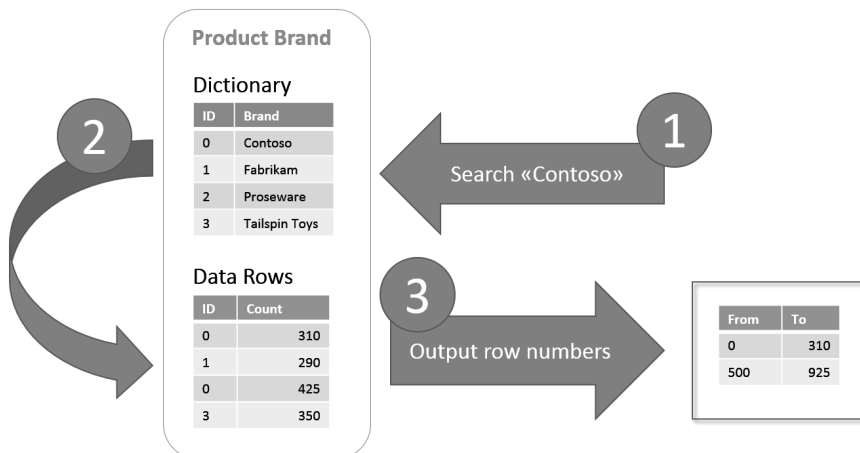 Product Brand
Dictionary
ID Brand
0 Contoso
1 Fabrikam
2 Proseware
3 Tailspin Toys
2
1
Search «Contoso»
Data Rows
ID Count
0 310
1 290
0 425
3 350
3
Output row numbers
From To
0 310
500 925